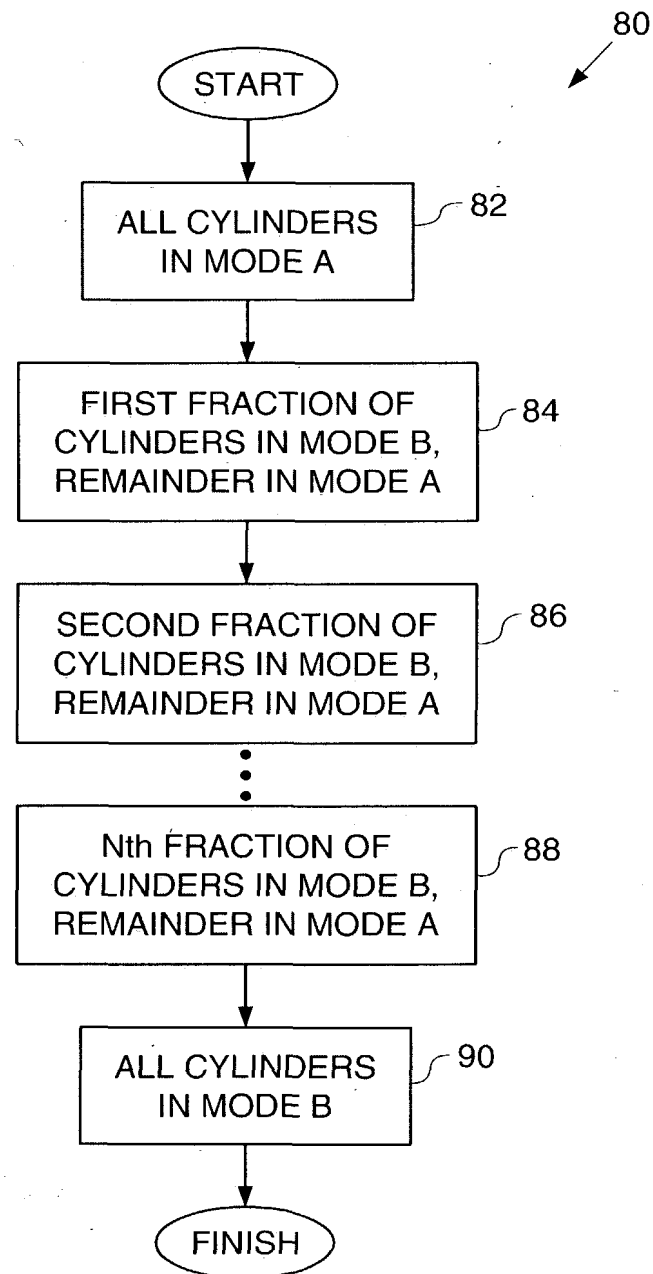 80
START
ALL CYLINDERS
IN MODE A
82
FIRST FRACTION OF
CYLINDERS IN MODE B,
REMAINDER IN MODE A
84
SECOND FRACTION OF
CYLINDERS IN MODE B,
REMAINDER IN MODE A
86
Nth FRACTION OF
CYLINDERS IN MODE B,
REMAINDER IN MODE A
88
ALL CYLINDERS
IN MODE B
90
FINISH